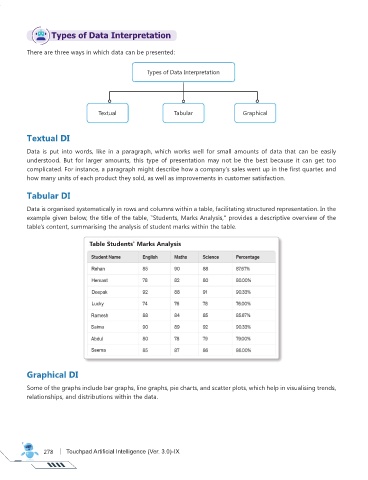 Types of Data Interpretation
There are three ways in which data can be presented:
Types of Data Interpretation
Textual Tabular Graphical
Textual DI
Data is put into words, like in a paragraph, which works well for small amounts of data that can be easily
understood. But for larger amounts, this type of presentation may not be the best because it can get too
complicated. For instance, a paragraph might describe how a company's sales went up in the first quarter, and
how many units of each product they sold, as well as improvements in customer satisfaction.
Tabular DI
Data is organised systematically in rows and columns within a table, facilitating structured representation. In the
example given below, the title of the table, "Students, Marks Analysis," provides a descriptive overview of the
table's content, summarising the analysis of student marks within the table.
Table Students' Marks Analysis
Student Name English Maths Science Percentage
Rohan 85 90 88 87.67%
Hemant 78 82 80 80.00%
Deepak 92 88 91 90.33%
Lucky 74 76 78 76.00%
Ramesh 88 84 85 85.67%
Saima 90 89 92 90.33%
Abdul 80 78 79 79.00%
Seema 85 87 86 86.00%
Graphical DI
Some of the graphs include bar graphs, line graphs, pie charts, and scatter plots, which help in visualising trends,
relationships, and distributions within the data.
278 Touchpad Artificial Intelligence (Ver. 3.0)-IX